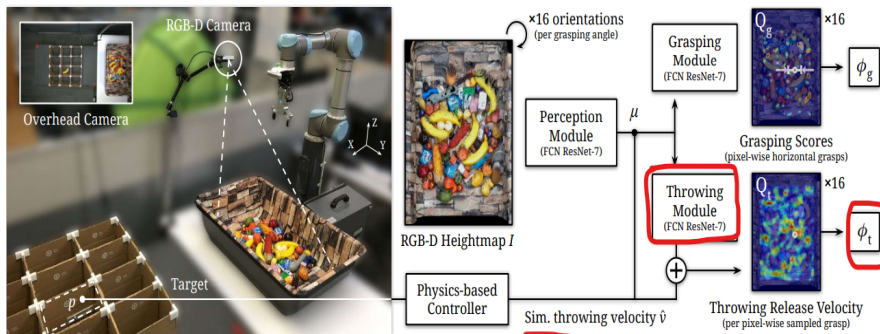 RGB-D Camera
Overhead Camera
Z
X
Y
Target
p
×16 orientations
(per grasping angle)
RGB-D Heightmap I
Perception
Module
(FCN ResNet-7)
μ
Grasping
Module
(FCN ResNet-7)
Throwing
Module
(FCN ResNet-7)
Physics-based
Controller
Sim. throwing velocity v̂
+
Qg
×16
ϕg
Grasping Scores
(pixel-wise horizontal grasps)
Qt
×16
ϕt
Throwing Release Velocity
(per pixel-wise sampled grasp)